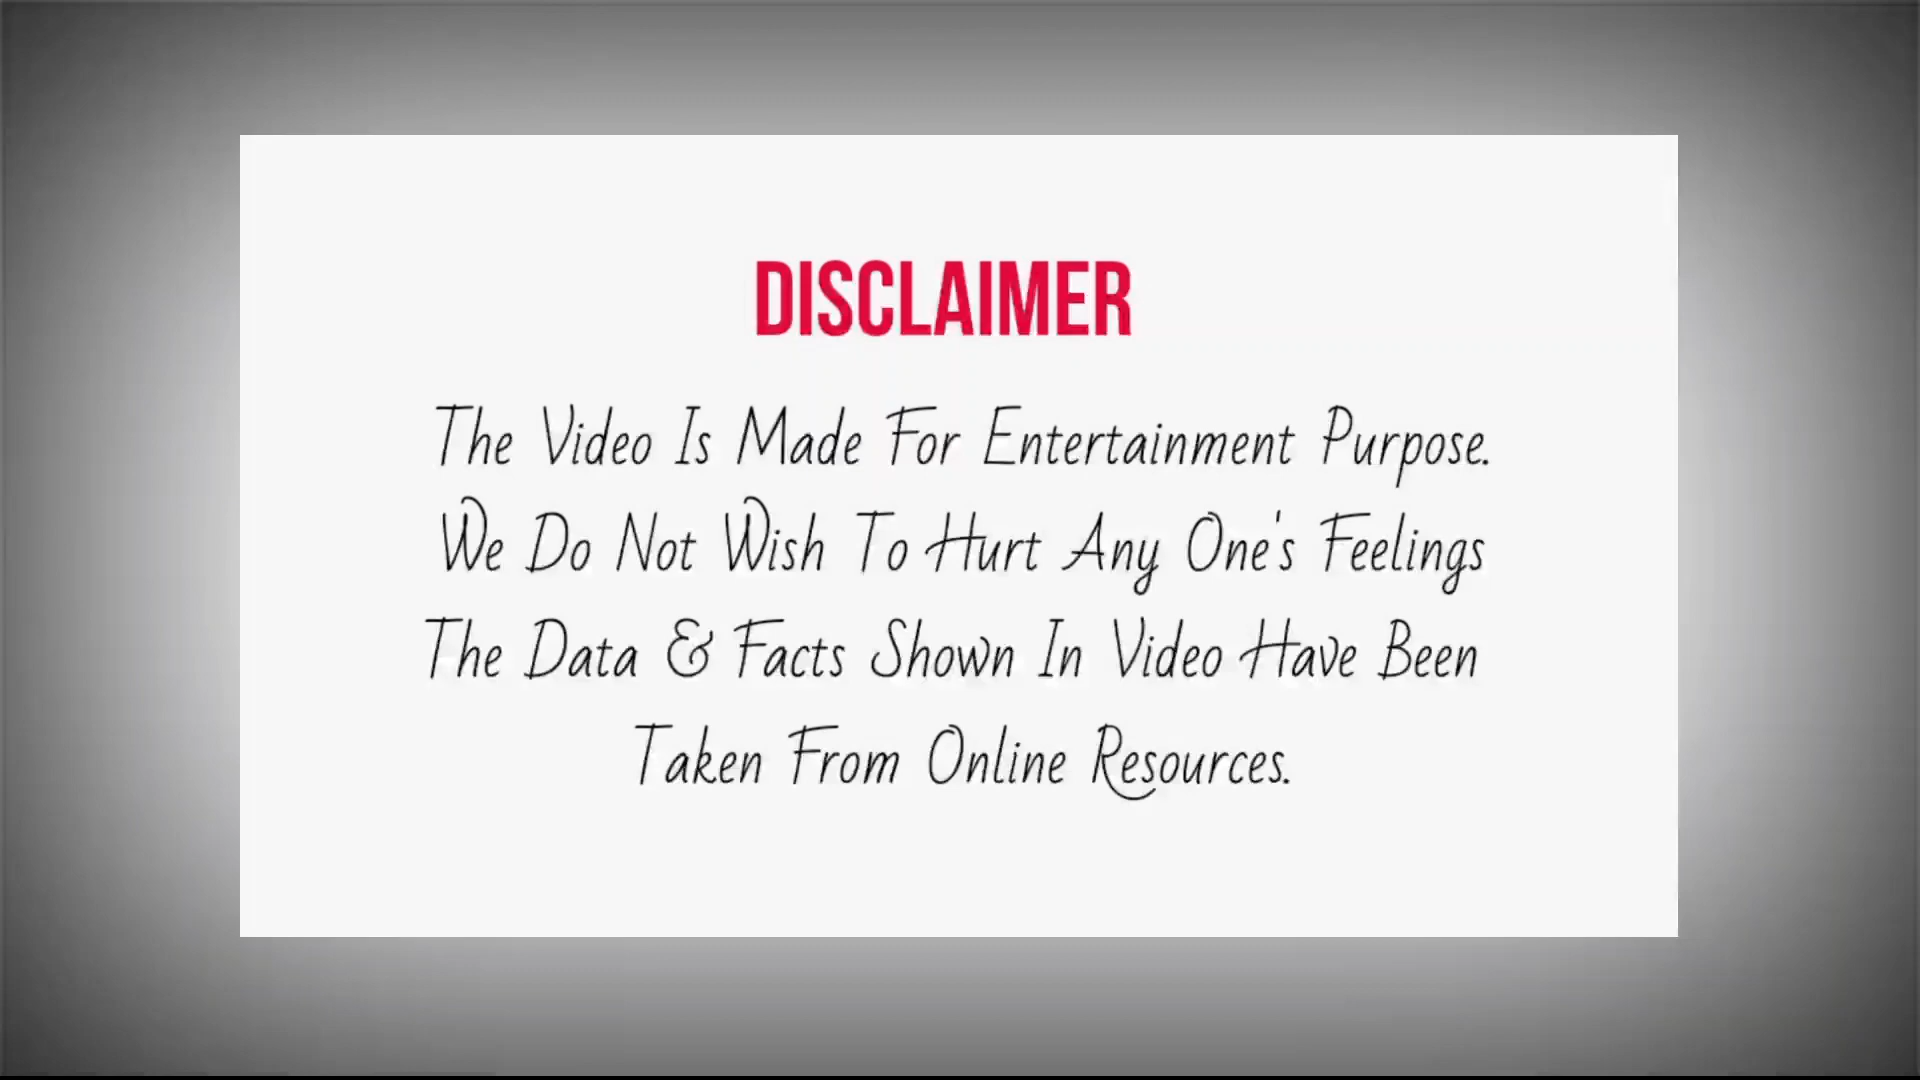 DISCLAIMER
The Video Is Made For Entertainment Purpose.
We Do Not Wish To Hurt Any One's Feelings
The Data & Facts Shown In Video Have Been
Taken From Online Resources.